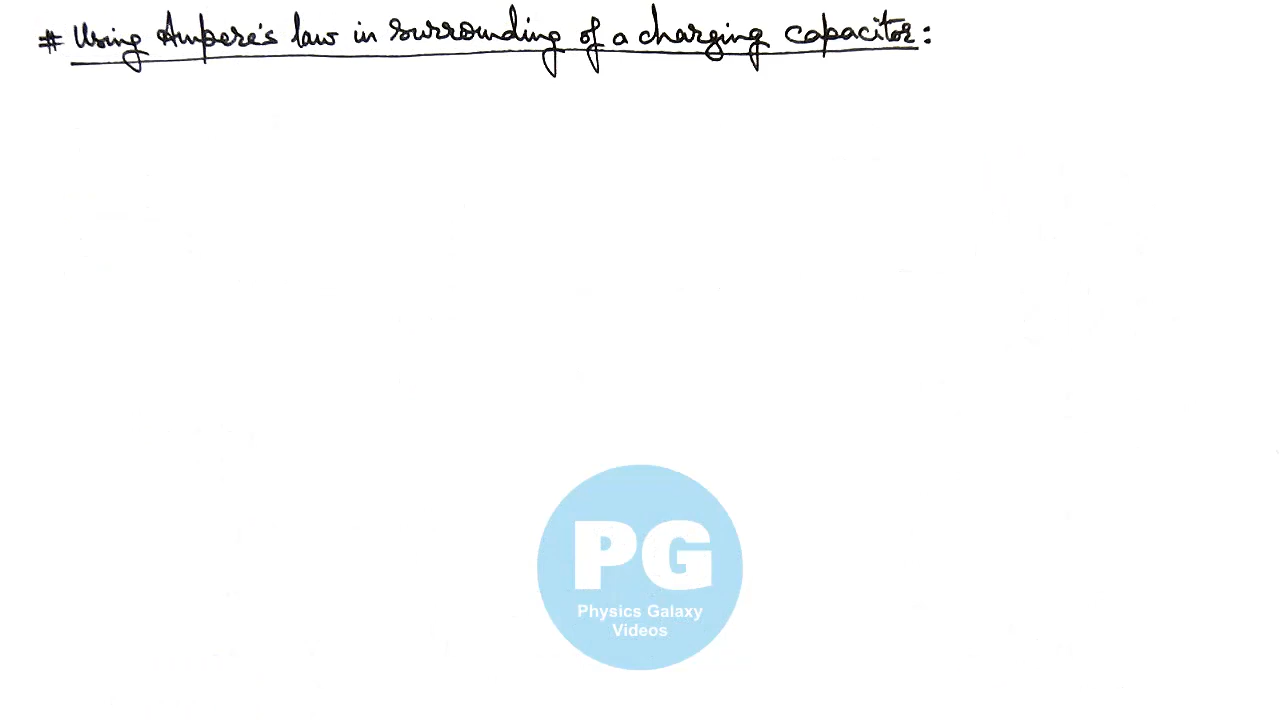 # Using Ampere's law in surrounding of a charging capacitor:
PG
Physics Galaxy
Videos